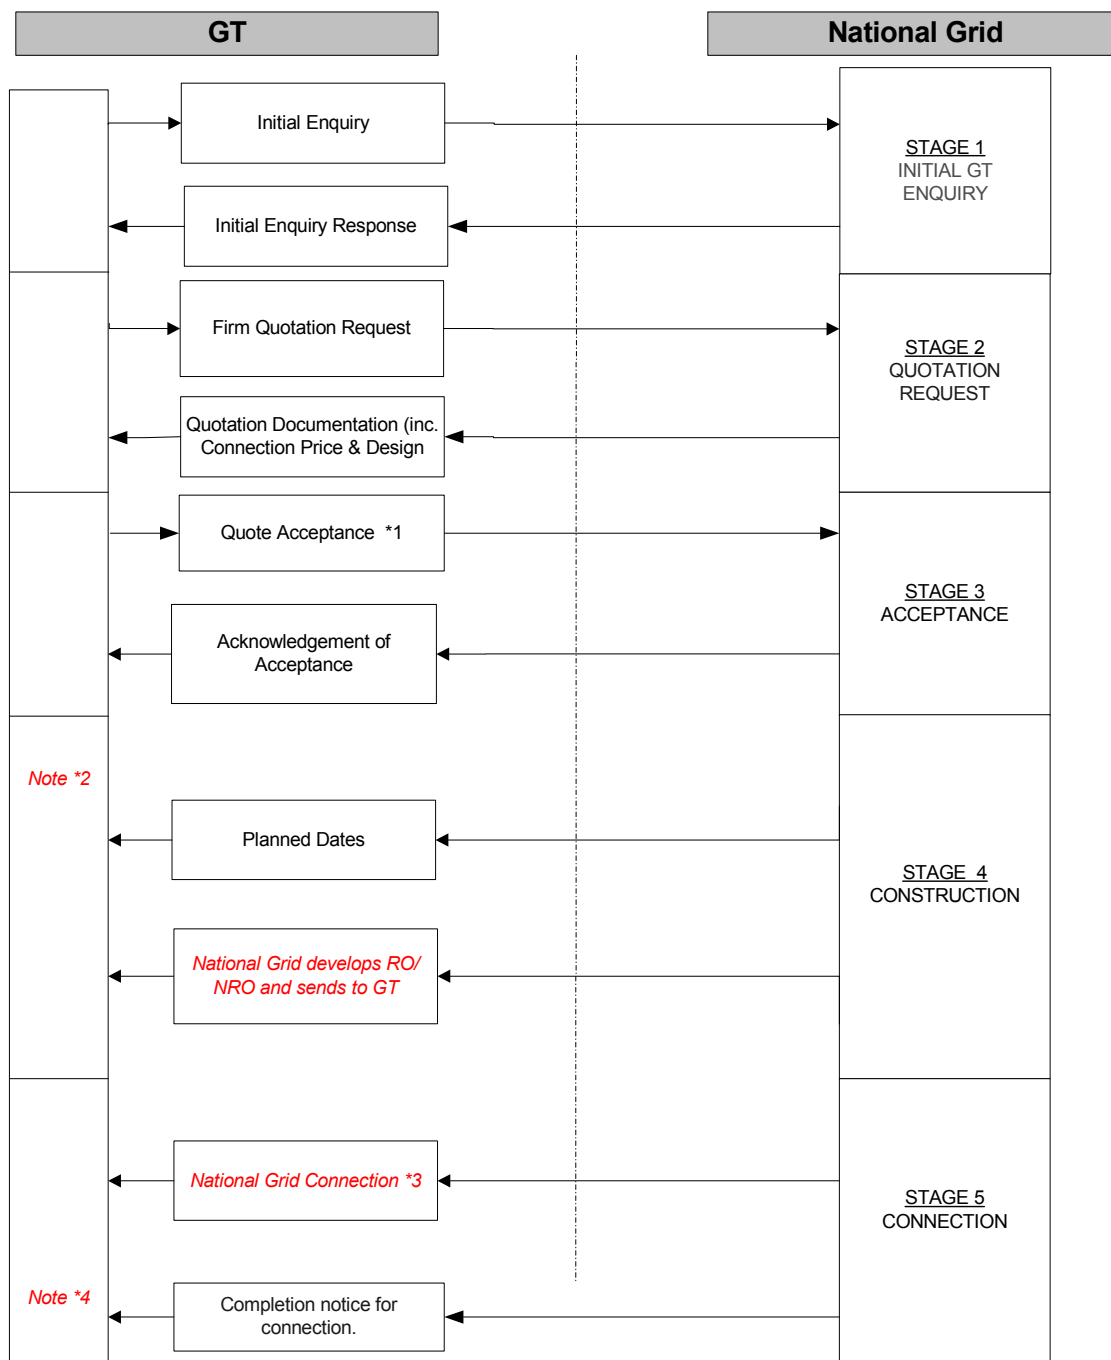 GT
National Grid
Initial Enquiry
STAGE 1
INITIAL GT
ENQUIRY
Initial Enquiry Response
Firm Quotation Request
STAGE 2
QUOTATION
REQUEST
Quotation Documentation (inc.
Connection Price & Design
Quote Acceptance *1
STAGE 3
ACCEPTANCE
Acknowledgement of
Acceptance
Note *2
Planned Dates
STAGE 4
CONSTRUCTION
National Grid develops RO/
NRO and sends to GT
National Grid Connection *3
STAGE 5
CONNECTION
Note *4
Completion notice for
connection.